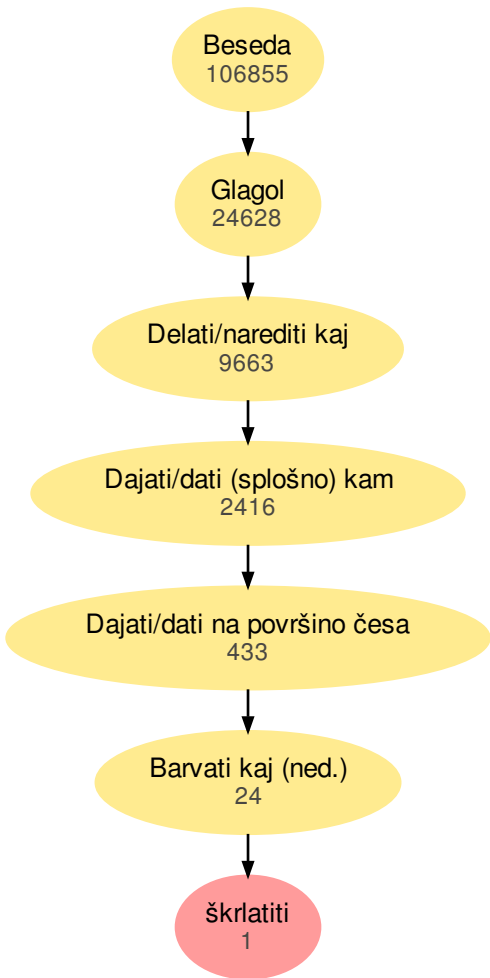 Beseda
106855
Glagol
24628
Delati/narediti kaj
9663
Dajati/dati (splošno) kam
2416
Dajati/dati na površino česa
433
Barvati kaj (ned.)
24
škrlatiti
1